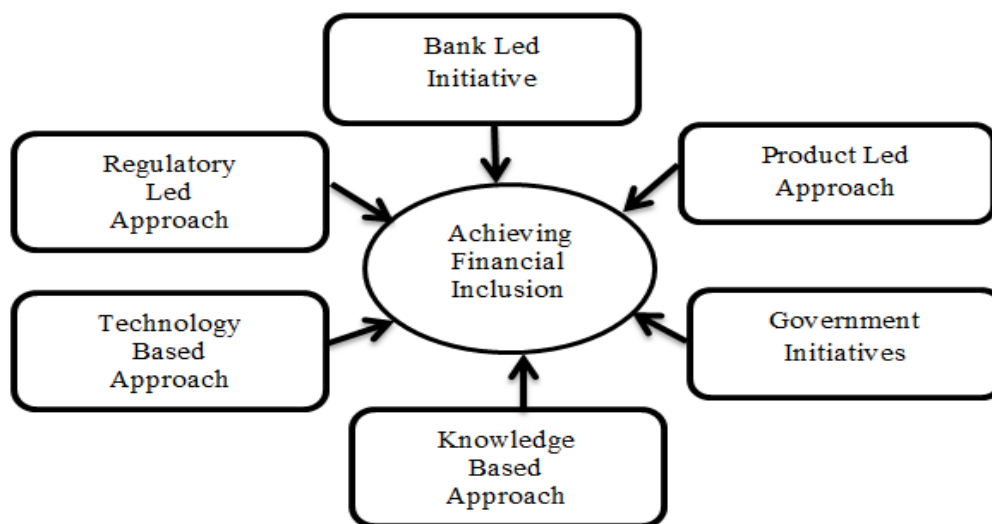 Bank Led
Initiative
Regulatory
Led
Approach
Product Led
Approach
Achieving
Financial
Inclusion
Technology
Based
Approach
Government
Initiatives
Knowledge
Based
Approach